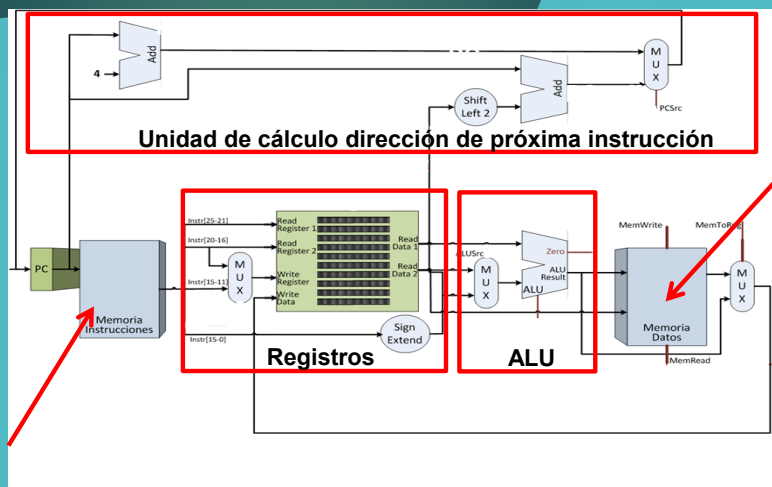 Add
4
Shift
Left 2
Add
M
U
X
PCSrc
Unidad de cálculo dirección de próxima instrucción
Instr[25-21]
Instr[20-16]
Instr[15-11]
Instr[15-0]
PC
Memoria
Instrucciones
M
U
X
Read
Register 1
Read
Register 2
Write
Register
Write
Data
Read
Data 1
Read
Data 2
Sign
Extend
Registros
ALUSrc
M
U
X
Zero
ALU
Result
ALU
ALU
MemWrite
MemToReg
Memoria
Datos
MemRead
M
U
X